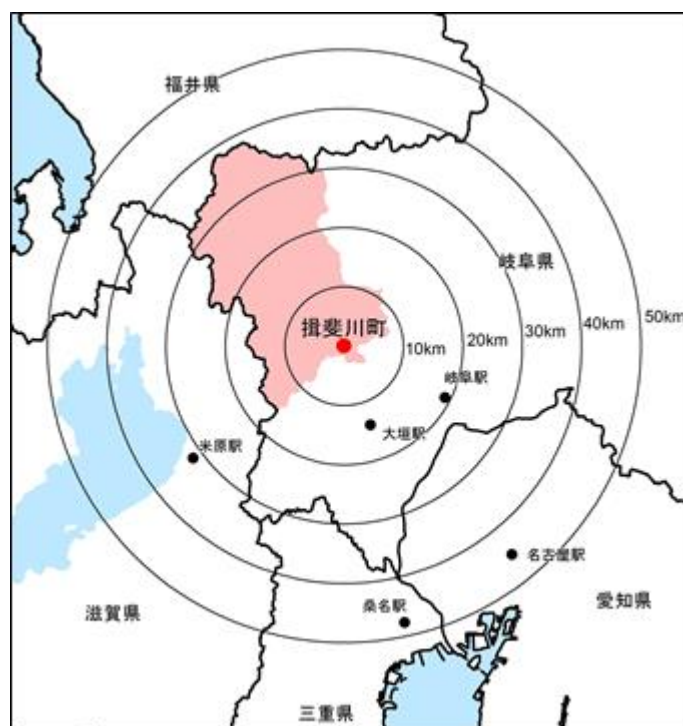 福井県
岐阜県
揖斐川町
10km
20km
30km
40km
50km
岐阜駅
大垣駅
米原駅
名古屋駅
桑名駅
愛知県
滋賀県
三重県